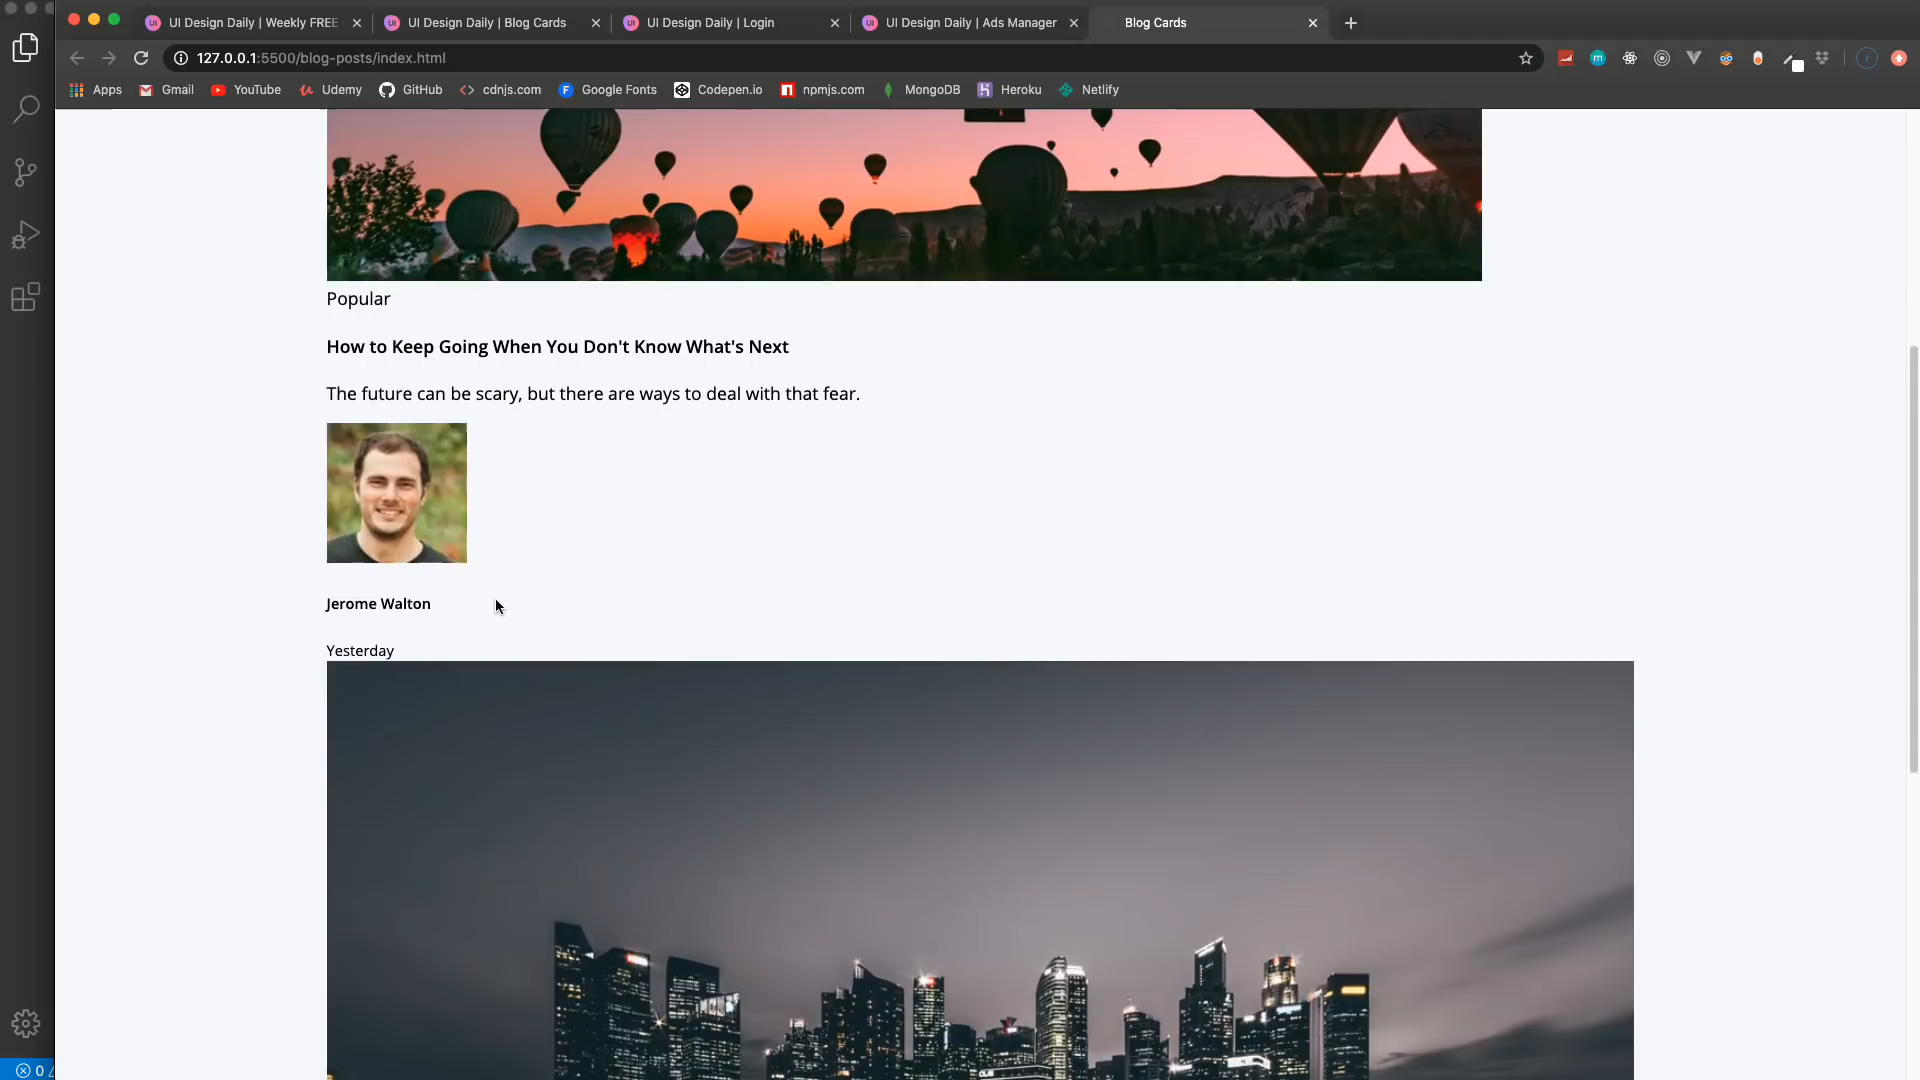 UI Design Daily | Weekly FREE
UI Design Daily | Blog Cards
UI Design Daily | Login
UI Design Daily | Ads Manager
Blog Cards
127.0.0.1:5500/blog-posts/index.html
Apps Gmail YouTube Udemy GitHub cdnjs.com Google Fonts Codepen.io npmjs.com MongoDB Heroku Netlify
Popular
How to Keep Going When You Don't Know What's Next
The future can be scary, but there are ways to deal with that fear.
Jerome Walton
Yesterday
0